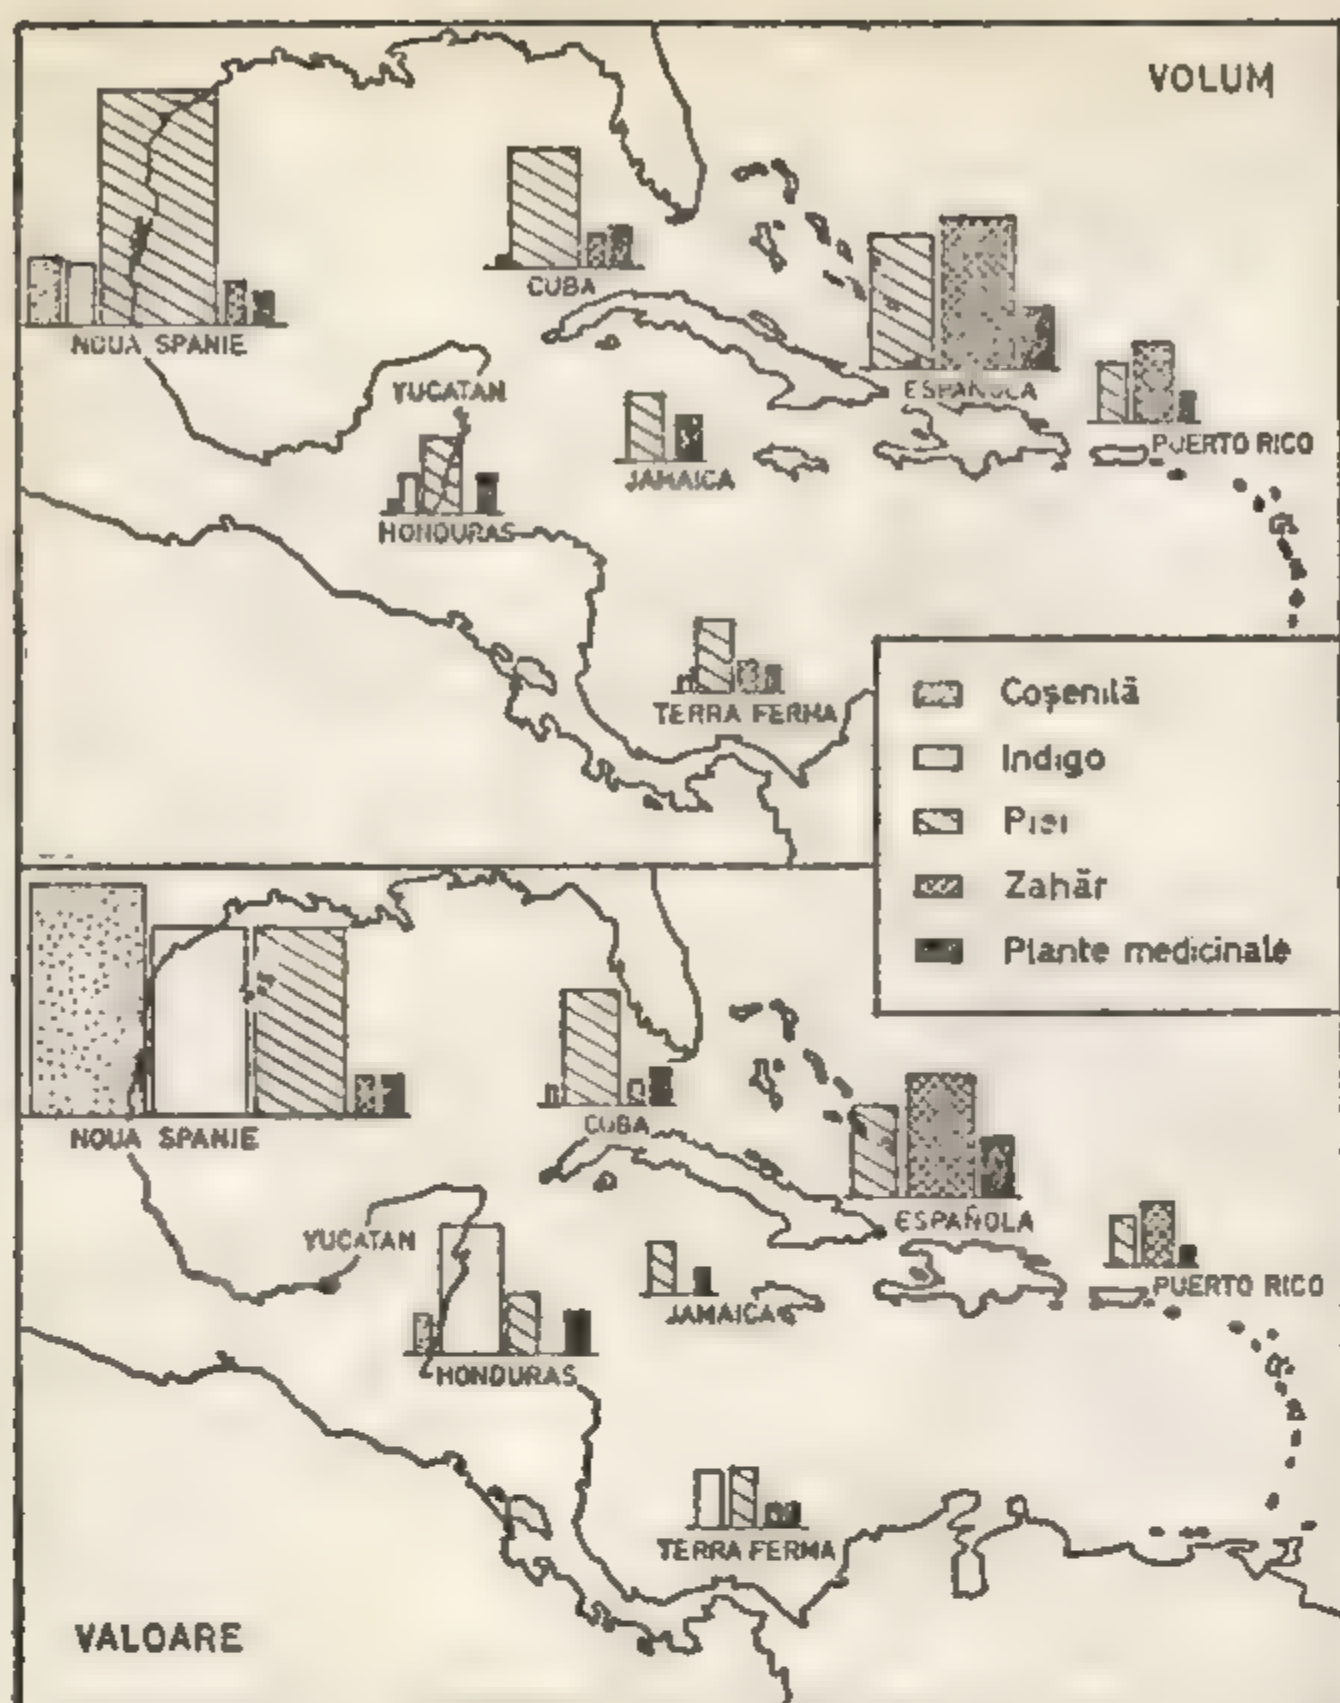 VOLUM
CUBA
NOUA SPANIE
YUCATAN
ESPAÑOLA
PUERTO RICO
JAMAICA
HONDURAS
TERRA FERMA
Coşenilă
Indigo
Piei
Zahăr
Plante medicinale
NOUA SPANIE
CUBA
YUCATAN
ESPAÑOLA
PUERTO RICO
JAMAICA
HONDURAS
TERRA FERMA
VALOARE